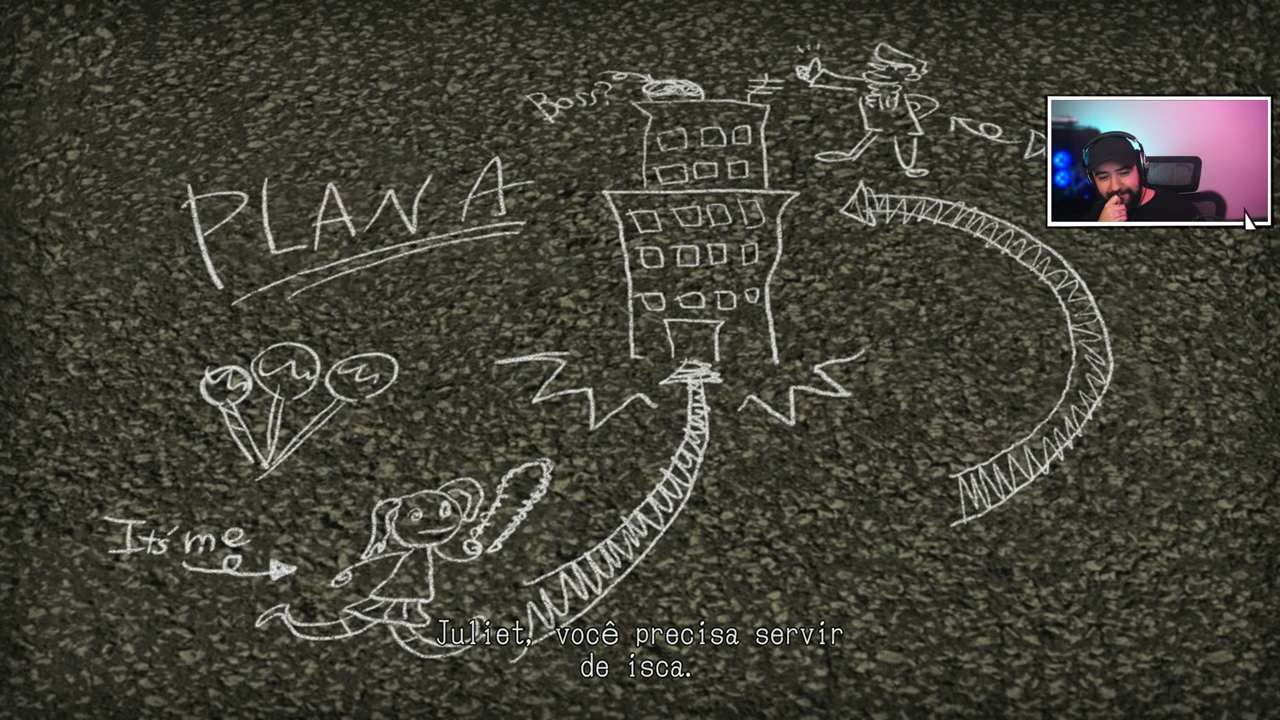 Boss?
PLAN A
It's me
Juliet, você precisa servir
de isca.